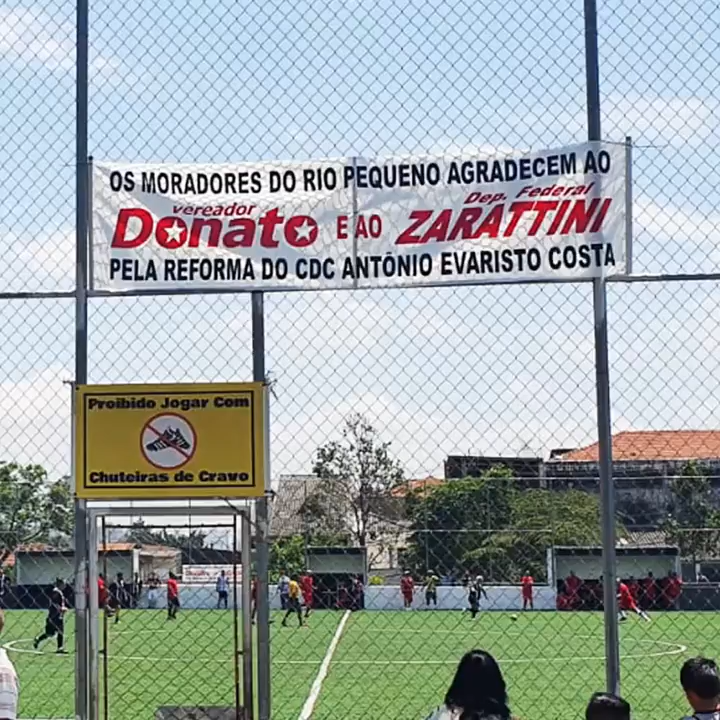 OS MORADORES DO RIO PEQUENO AGRADECEM AO
vereador Dep. Federal
Donato E AO ZARATTINI
PELA REFORMA DO CDC ANTÔNIO EVARISTO COSTA
Proibido Jogar Com
Chuteiras de Cravo